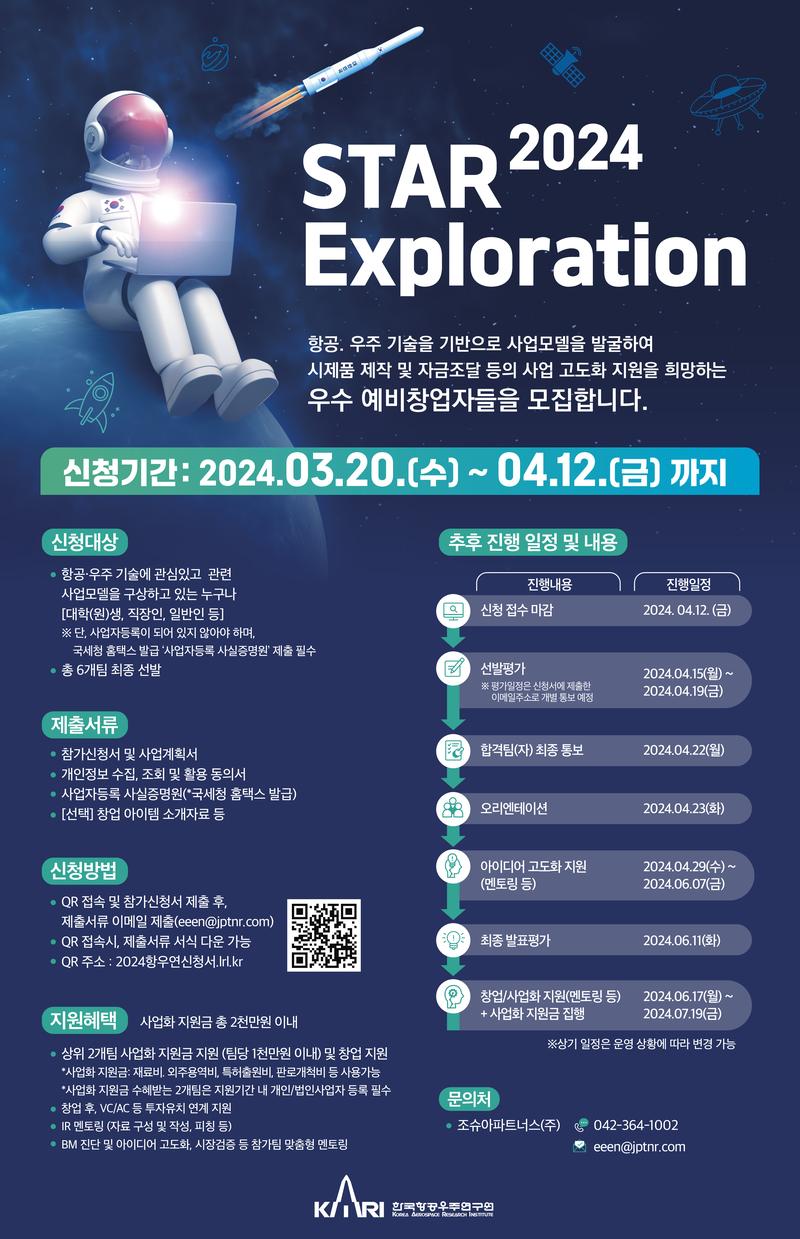 STAR 2024
Exploration
항공. 우주 기술을 기반으로 사업모델을 발굴하여
시제품 제작 및 자금조달 등의 사업 고도화 지원을 희망하는
우수 예비창업자들을 모집합니다.
신청기간 : 2024.03.20.(수) ~ 04.12.(금) 까지
신청대상
• 항공·우주 기술에 관심있고 관련
사업모델을 구상하고 있는 누구나
[대학(원)생, 직장인, 일반인 등]
※ 단, 사업자등록이 되어 있지 않아야 하며,
국세청 홈택스 발급 '사업자등록 사실증명원' 제출 필수
• 총 6개팀 최종 선발
제출서류
• 참가신청서 및 사업계획서
• 개인정보 수집, 조회 및 활용 동의서
• 사업자등록 사실증명원(*국세청 홈택스 발급)
• [선택] 창업 아이템 소개자료 등
신청방법
• QR 접속 및 참가신청서 제출 후,
제출서류 이메일 제출(eeen@jptnr.com)
• QR 접속시, 제출서류 서식 다운 가능
• QR 주소 : 2024항우연신청서.lrl.kr
지원혜택 사업화 지원금 총 2천만원 이내
• 상위 2개팀 사업화 지원금 지원 (팀당 1천만원 이내) 및 창업 지원
*사업화 지원금: 재료비. 외주용역비, 특허출원비, 판로개척비 등 사용가능
*사업화 지원금 수혜받는 2개팀은 지원기간 내 개인/법인사업자 등록 필수
• 창업 후, VC/AC 등 투자유치 연계 지원
• IR 멘토링 (자료 구성 및 작성, 피칭 등)
• BM 진단 및 아이디어 고도화, 시장검증 등 참가팀 맞춤형 멘토링
추후 진행 일정 및 내용
진행내용 진행일정
신청 접수 마감 2024. 04.12. (금)
선발평가 2024.04.15(월) ~
2024.04.19(금)
※ 평가일정은 신청서에 제출한
이메일주소로 개별 통보 예정
합격팀(자) 최종 통보 2024.04.22(월)
오리엔테이션 2024.04.23(화)
아이디어 고도화 지원 2024.04.29(수) ~
(멘토링 등) 2024.06.07(금)
최종 발표평가 2024.06.11(화)
창업/사업화 지원(멘토링 등) 2024.06.17(월) ~
+ 사업화 지원금 집행 2024.07.19(금)
※상기 일정은 운영 상황에 따라 변경 가능
문의처
• 조슈아파트너스(주) 042-364-1002
eeen@jptnr.com
KARI 한국항공우주연구원
KOREA AEROSPACE RESEARCH INSTITUTE